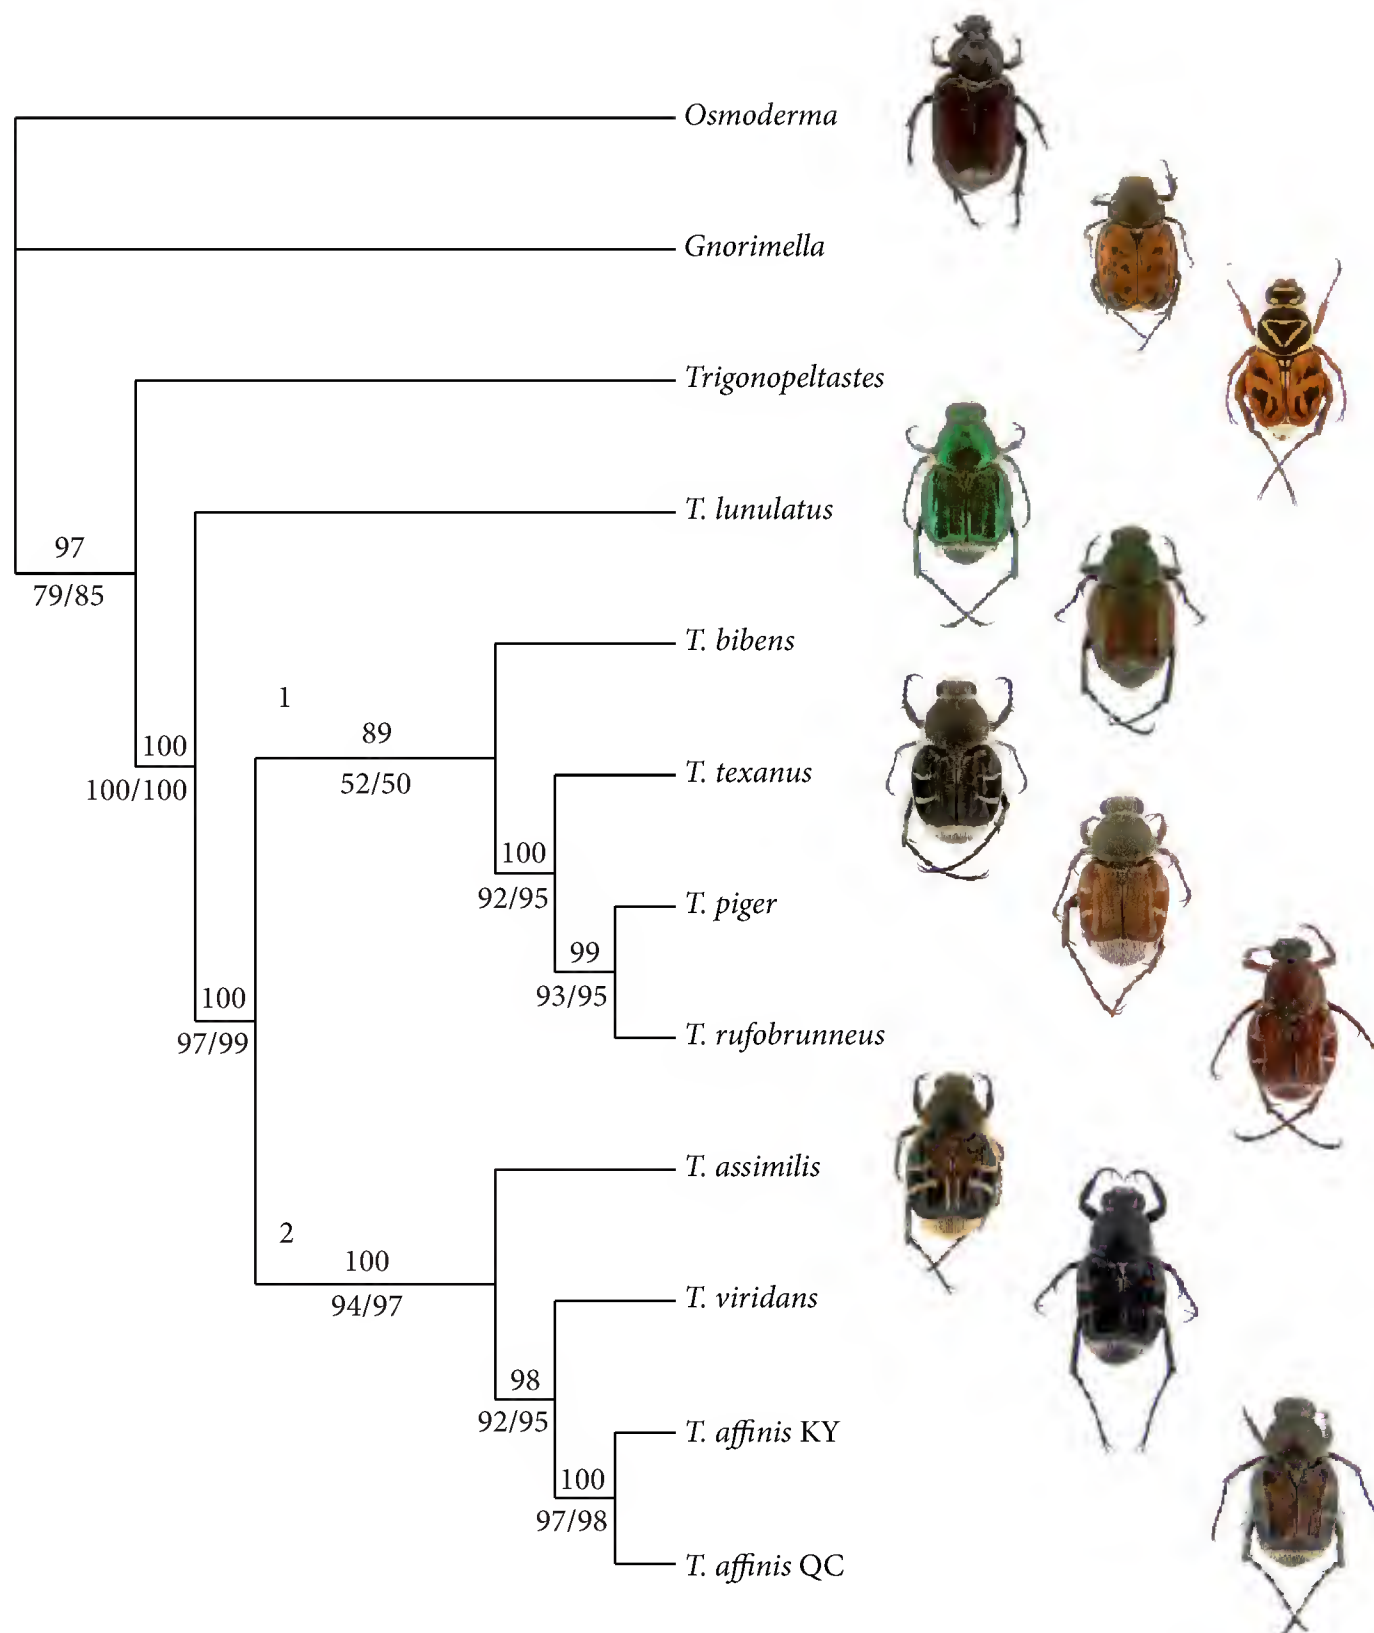 Osmoderma
Gnorimella
Trigonopeltastes
T. lunulatus
97
79/85
T. bibens
1
89
52/50
100
100/100
T. texanus
100
92/95
T. piger
99
93/95
100
97/99
T. rufobrunneus
T. assimilis
2
100
94/97
T. viridans
98
92/95
T. affinis KY
100
97/98
T. affinis QC